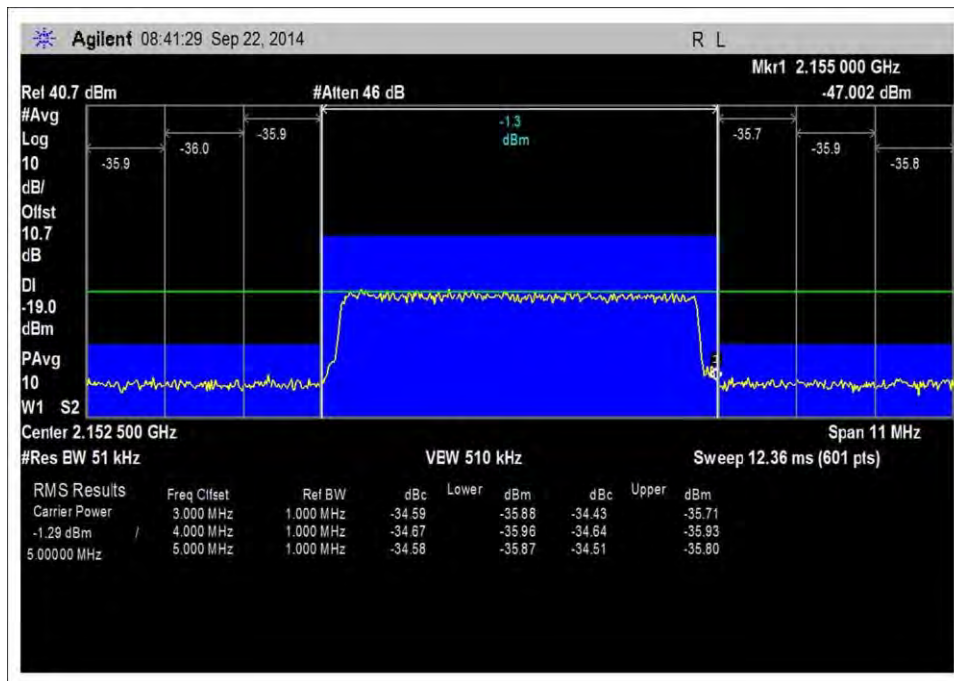 Agilent 08:41:29 Sep 22, 2014 R L
Mkr1 2.155 000 GHz
Ref 40.7 dBm #Atten 46 dB -47.002 dBm
#Avg
Log
10
dB/
Offst
10.7
dB
DI
-19.0
dBm
PAvg
10
W1 S2
-35.9 -36.0 -35.9 -1.3 dBm -35.7 -35.9 -35.8
Center 2.152 500 GHz Span 11 MHz
#Res BW 51 kHz VBW 510 kHz Sweep 12.36 ms (601 pts)
RMS Results Freq Offset Ref BW dBc Lower dBm dBc Upper dBm
Carrier Power 3.000 MHz 1.000 MHz -34.59 -35.88 -34.43 -35.71
-1.29 dBm / 4.000 MHz 1.000 MHz -34.67 -35.96 -34.64 -35.93
5.00000 MHz 5.000 MHz 1.000 MHz -34.58 -35.87 -34.51 -35.80